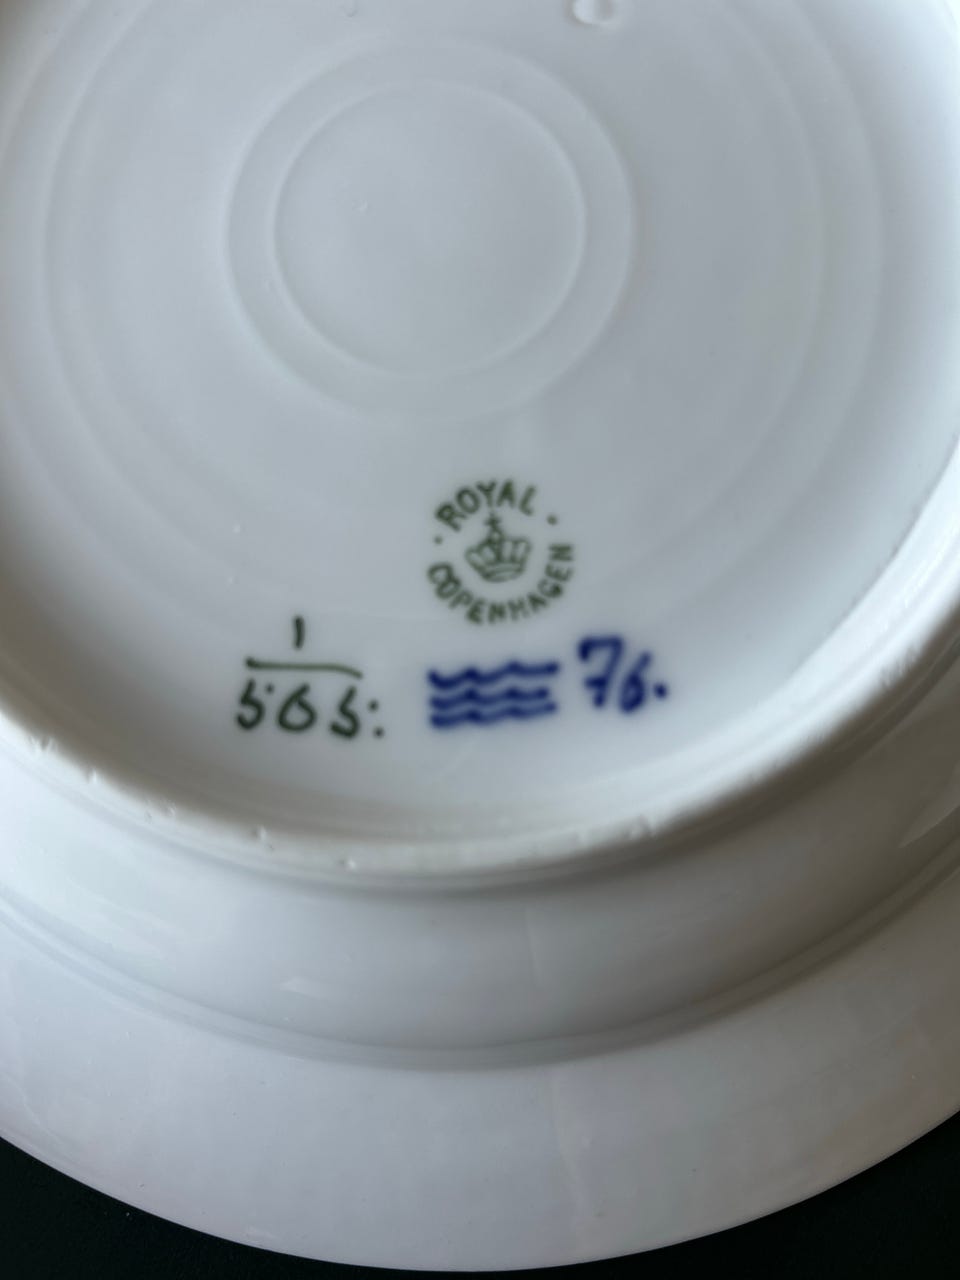 ROYAL
COPENHAGEN
1
565:
76.